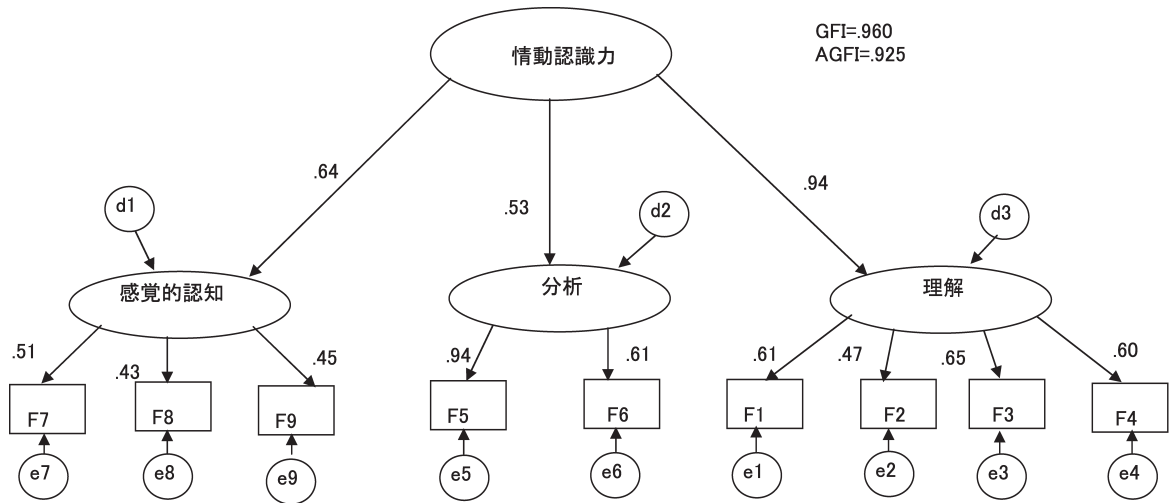 情動認識力
GFI=.960
AGFI=.925
.64
.53
.94
d1
d2
d3
感覚的認知
分析
理解
.51
.43
.45
.94
.61
.61
.47
.65
.60
F7
F8
F9
F5
F6
F1
F2
F3
F4
e7
e8
e9
e5
e6
e1
e2
e3
e4